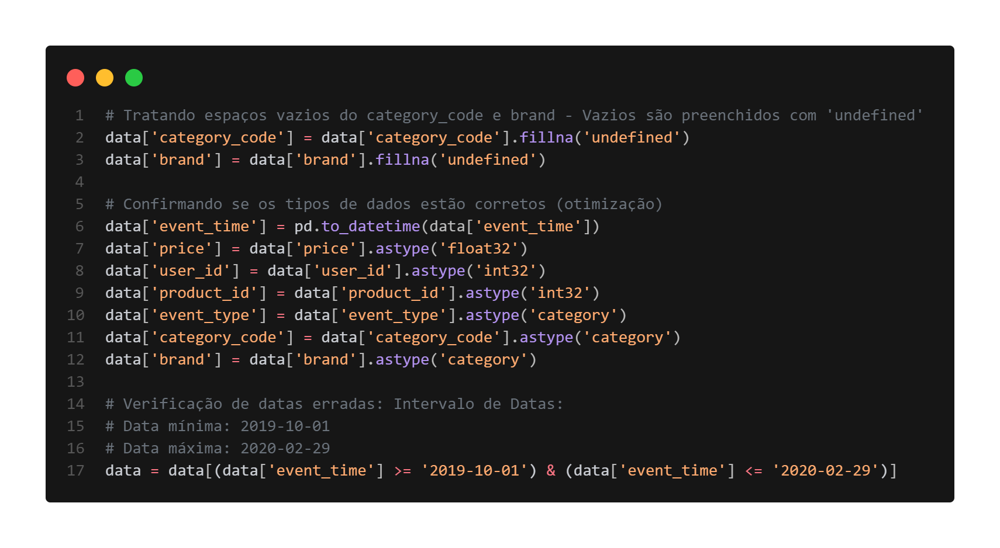 1 # Tratando espaços vazios do category_code e brand - Vazios são preenchidos com 'undefined'
2 data['category_code'] = data['category_code'].fillna('undefined')
3 data['brand'] = data['brand'].fillna('undefined')
4
5 # Confirmando se os tipos de dados estão corretos (otimização)
6 data['event_time'] = pd.to_datetime(data['event_time'])
7 data['price'] = data['price'].astype('float32')
8 data['user_id'] = data['user_id'].astype('int32')
9 data['product_id'] = data['product_id'].astype('int32')
10 data['event_type'] = data['event_type'].astype('category')
11 data['category_code'] = data['category_code'].astype('category')
12 data['brand'] = data['brand'].astype('category')
13
14 # Verificação de datas erradas: Intervalo de Datas:
15 # Data mínima: 2019-10-01
16 # Data máxima: 2020-02-29
17 data = data[(data['event_time'] >= '2019-10-01') & (data['event_time'] <= '2020-02-29')]